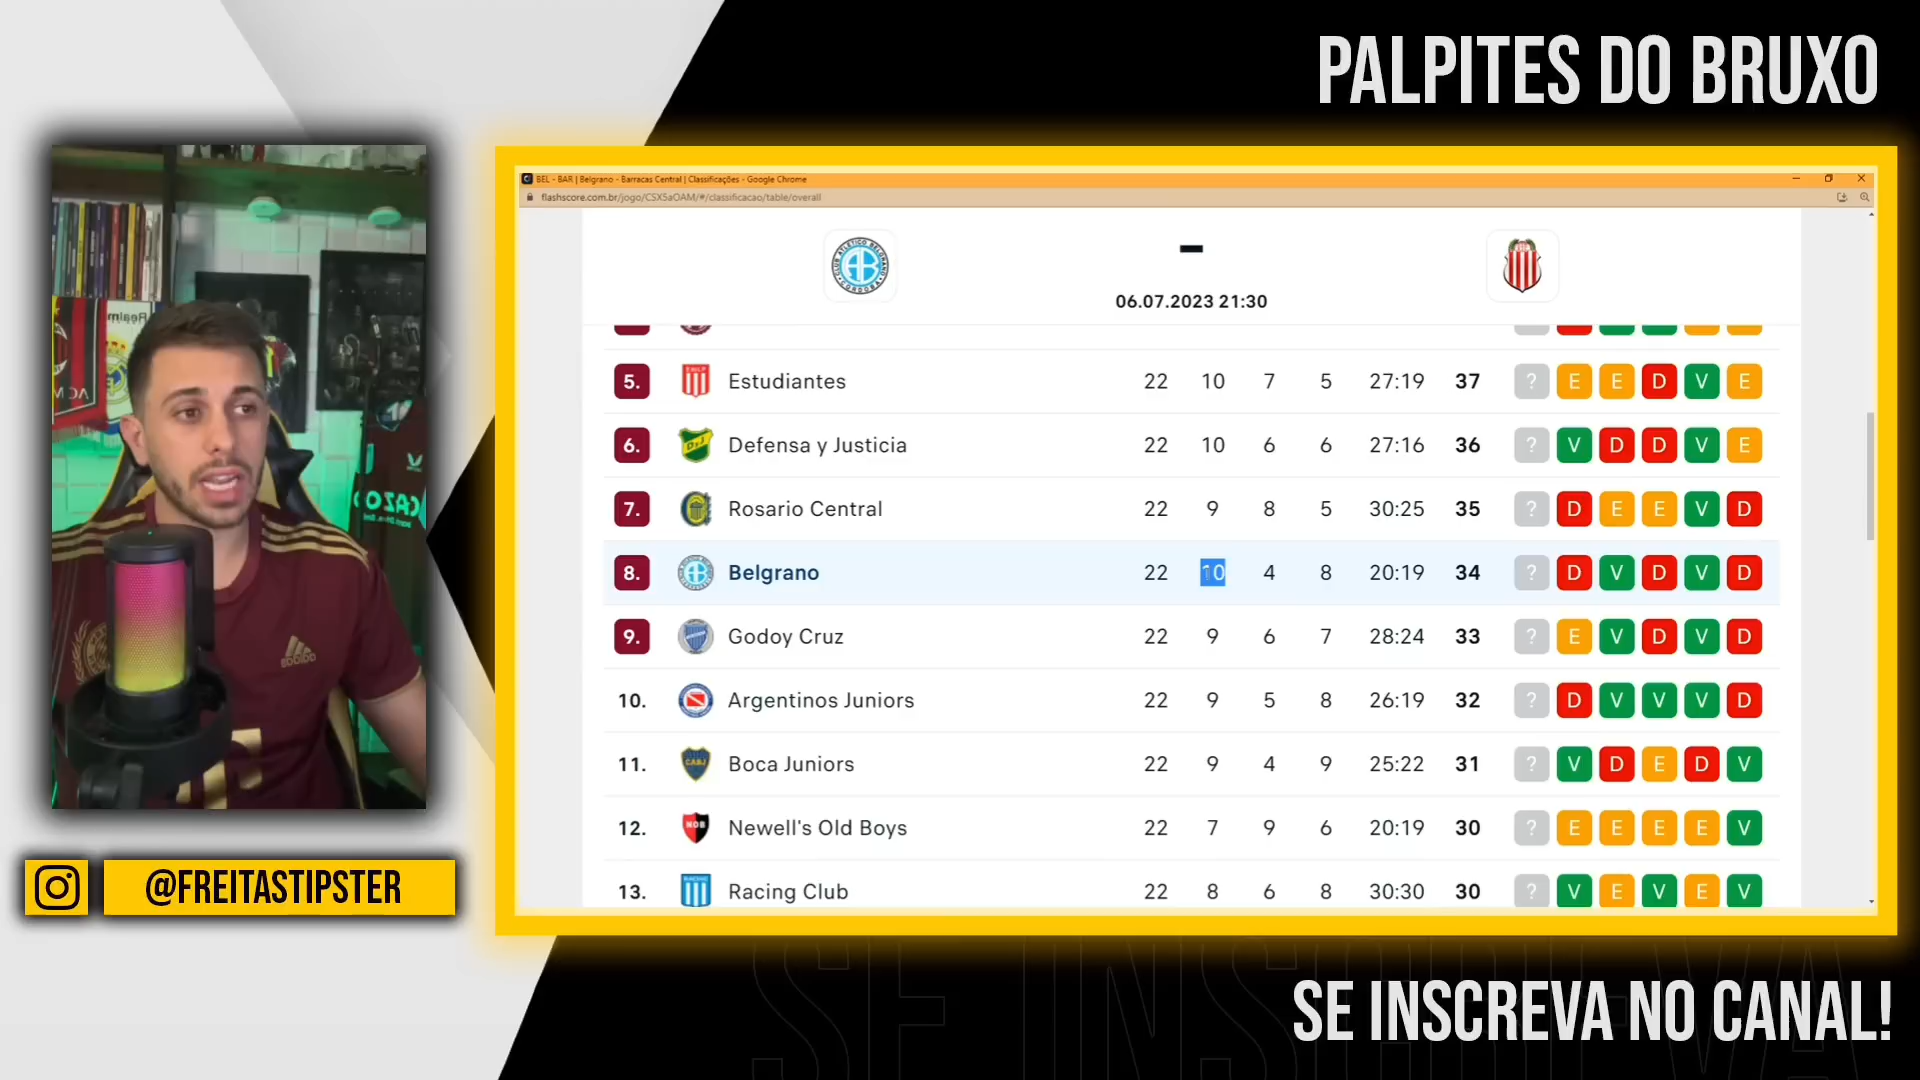 PALPITES DO BRUXO
BEL - BAR | Belgrano - Barracas Central | Classificações - Google Chrome
flashscore.com.br/jogo/CSX5aOAM/#/classificacao/table/overall
-
06.07.2023 21:30
5. Estudiantes 22 10 7 5 27:19 37 ? E E D V E
6. Defensa y Justicia 22 10 6 6 27:16 36 ? V D D V E
7. Rosario Central 22 9 8 5 30:25 35 ? D E E V D
8. Belgrano 22 10 4 8 20:19 34 ? D V D V D
9. Godoy Cruz 22 9 6 7 28:24 33 ? E V D V D
10. Argentinos Juniors 22 9 5 8 26:19 32 ? D V V V D
11. Boca Juniors 22 9 4 9 25:22 31 ? V D E D V
12. Newell's Old Boys 22 7 9 6 20:19 30 ? E E E E V
13. Racing Club 22 8 6 8 30:30 30 ? V E V E V
@FREITASTIPSTER
SE INSCREVA NO CANAL!